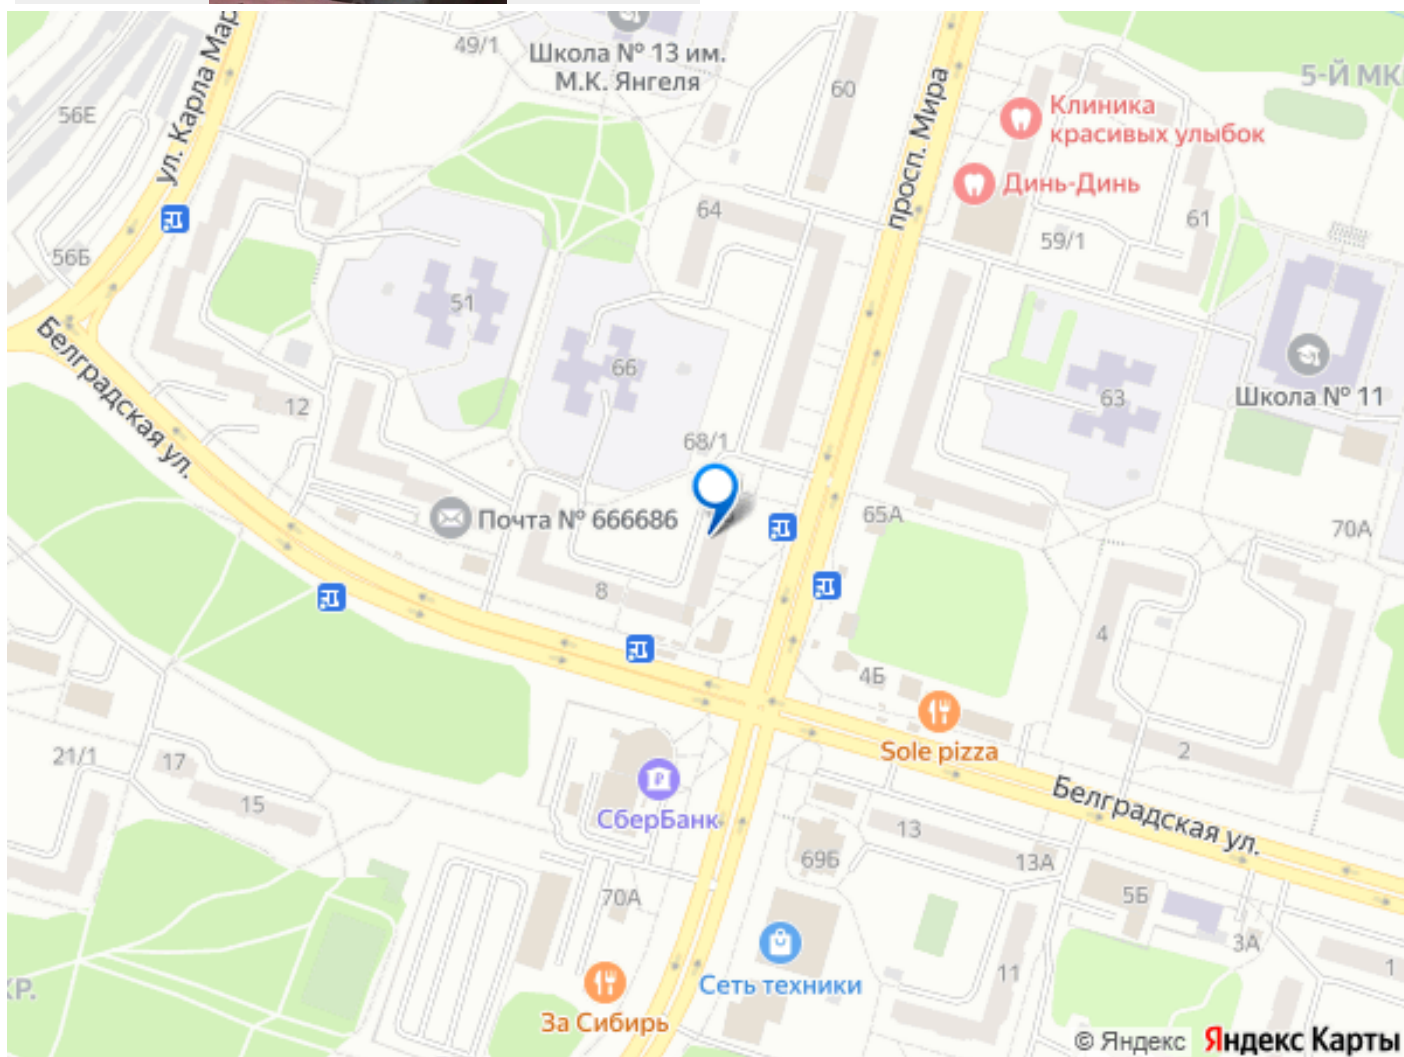 ул. Карла Мар
49/1
Школа № 13 им.
М.К. Янгеля
60
просп. Мира
5-Й МК
Клиника
красивых улыбок
Динь-Динь
56Е
64
61
59/1
56Б
51
66
63
Школа № 11
Белградская ул.
12
68/1
Почта № 666686
65А
70А
8
4
4Б
Sole pizza
2
21/1
17
15
СберБанк
Белградская ул.
13
13А
69Б
5Б
70А
3А
11
1
Сеть техники
КР.
За Сибирь
© Яндекс Яндекс Карты